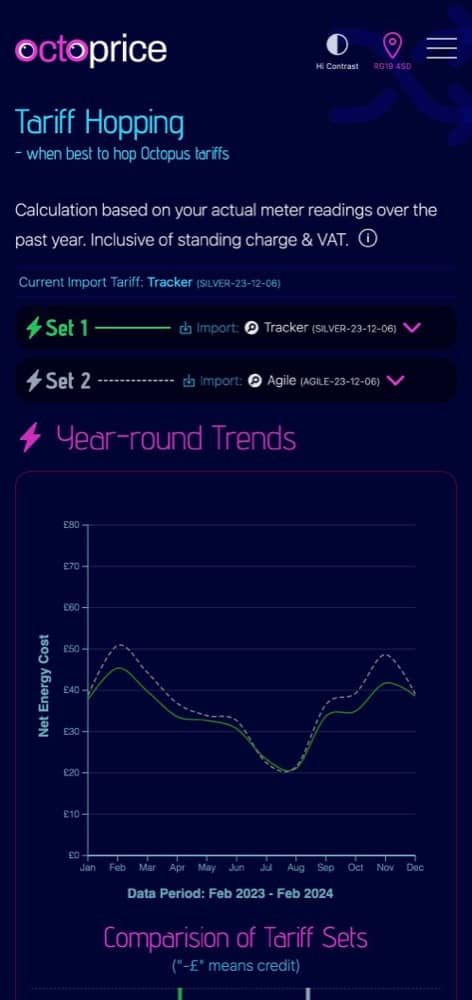 octoprice
Hi Contrast
RG19 4SD
Tariff Hopping
- when best to hop Octopus tariffs
Calculation based on your actual meter readings over the
past year. Inclusive of standing charge & VAT.
Current Import Tariff: Tracker (SILVER-23-12-06)
Set 1 Import: Tracker (SILVER-23-12-06)
Set 2 Import: Agile (AGILE-23-12-06)
Year-round Trends
£80
£70
£60
£50
£40
£30
£20
£10
£0
Net Energy Cost
Jan Feb Mar Apr May Jun Jul Aug Sep Oct Nov Dec
Data Period: Feb 2023 - Feb 2024
Comparision of Tariff Sets
("-£" means credit)